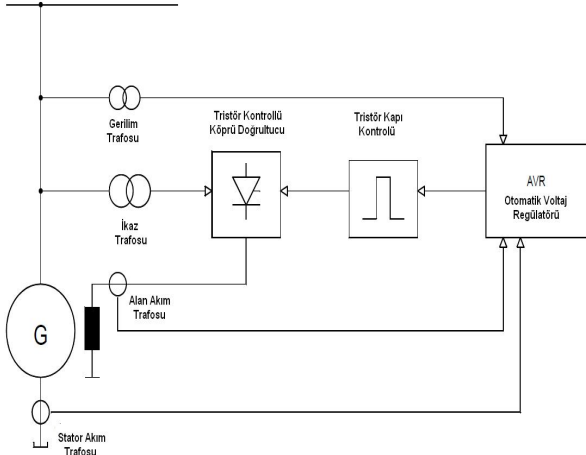 Gerilim
Trafosu
Tristör Kontrollü
Köprü Doğrultucu
Tristör Kapı
Kontrolü
AVR
Otomatik Voltaj
Regülatörü
İkaz
Trafosu
Alan Akım
Trafosu
G
Stator Akım
Trafosu